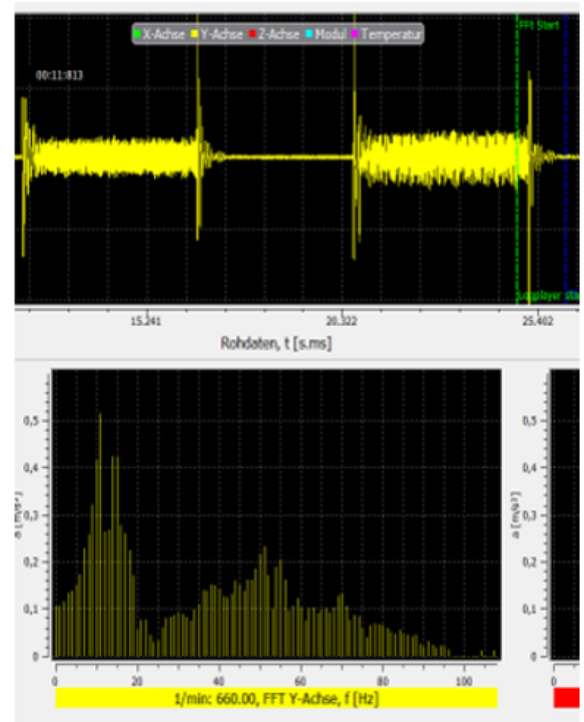 X-Achse Y-Achse Z-Achse Modul Temperatur
FFt Start
00:11:813
15.241 20.322 25.402
Rohdaten, t [s.ms]
0,5
0,4
0,3
0,2
0,1
0
a [m/s²]
0 20 40 60 80 100
1/min: 660.00, FFT Y-Achse, f [Hz]
0,5
0,4
0,3
0,2
0,1
0
a [m/s²]
0